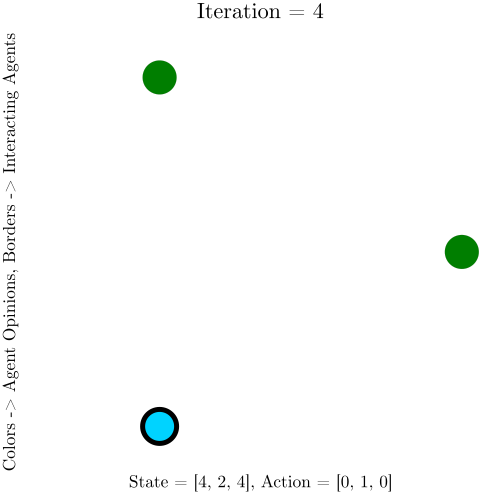 Iteration = 4
Colors -> Agent Opinions, Borders -> Interacting Agents
State = [4, 2, 4], Action = [0, 1, 0]